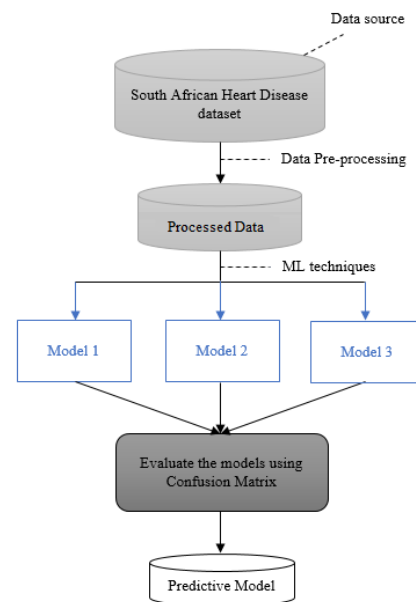 Data source
South African Heart Disease
dataset
Data Pre-processing
Processed Data
ML techniques
Model 1
Model 2
Model 3
Evaluate the models using
Confusion Matrix
Predictive Model